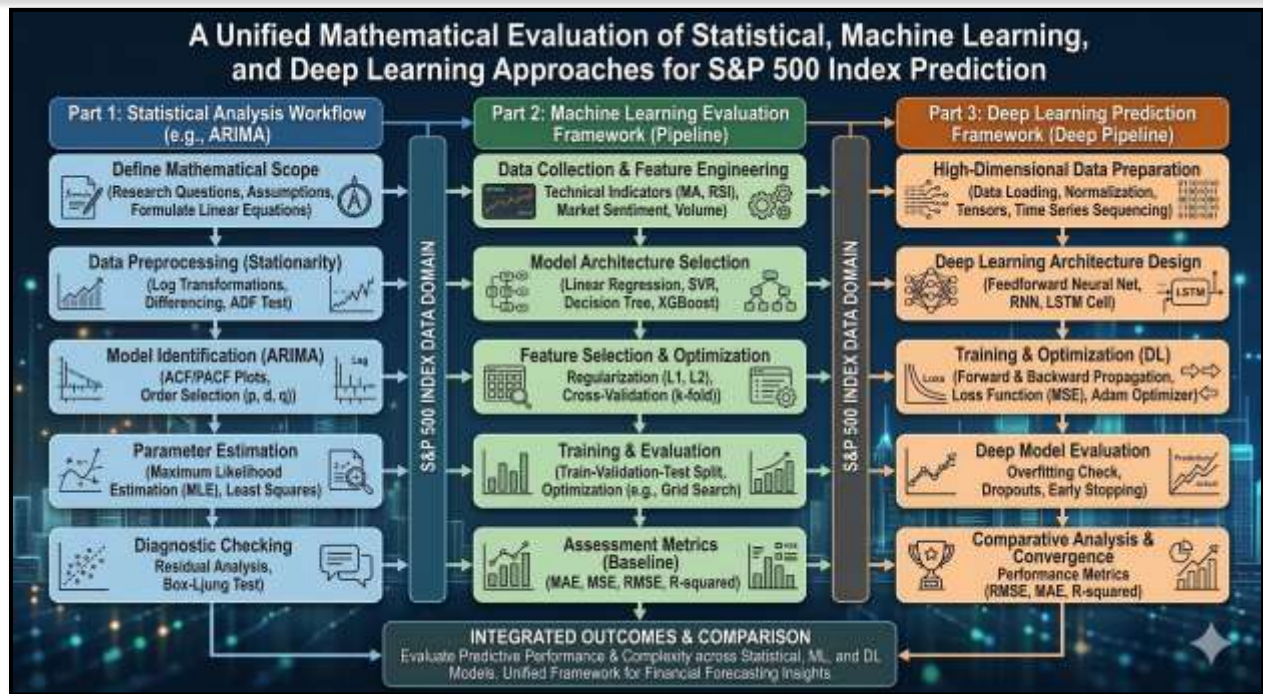 A Unified Mathematical Evaluation of Statistical, Machine Learning,
and Deep Learning Approaches for S&P 500 Index Prediction
Part 1: Statistical Analysis Workflow
(e.g., ARIMA)
Define Mathematical Scope
(Research Questions, Assumptions,
Formulate Linear Equations)
Data Preprocessing (Stationarity)
(Log Transformations,
Differencing, ADF Test)
Model Identification (ARIMA)
(ACF/PACF Plots,
Order Selection (p, d, q))
Lag
Parameter Estimation
(Maximum Likelihood
Estimation (MLE), Least Squares)
Diagnostic Checking
Residual Analysis,
Box-Ljung Test)
S&P 500 INDEX DATA DOMAIN
Part 2: Machine Learning Evaluation
Framework (Pipeline)
Data Collection & Feature Engineering
Technical Indicators (MA, RSI),
Market Sentiment, Volume)
Model Architecture Selection
(Linear Regression, SVR,
Decision Tree, XGBoost)
Feature Selection & Optimization
Regularization (L1, L2),
Cross-Validation (k-fold))
Training & Evaluation
(Train-Validation-Test Split,
Optimization (e.g., Grid Search)
Assessment Metrics
(Baseline)
(MAE, MSE, RMSE, R-squared)
S&P 500 INDEX DATA DOMAIN
Part 3: Deep Learning Prediction
Framework (Deep Pipeline)
High-Dimensional Data Preparation
(Data Loading, Normalization,
Tensors, Time Series Sequencing)
Deep Learning Architecture Design
(Feedforward Neural Net,
RNN, LSTM Cell)
LSTM
Training & Optimization (DL)
(Forward & Backward Propagation,
Loss Function (MSE), Adam Optimizer)
Loss
Deep Model Evaluation
Overfitting Check,
Dropouts, Early Stopping)
Comparative Analysis &
Convergence
Performance Metrics
(RMSE, MAE, R-squared)
INTEGRATED OUTCOMES & COMPARISON
Evaluate Predictive Performance & Complexity across Statistical, ML, and DL
Models. Unified Framework for Financial Forecasting Insights